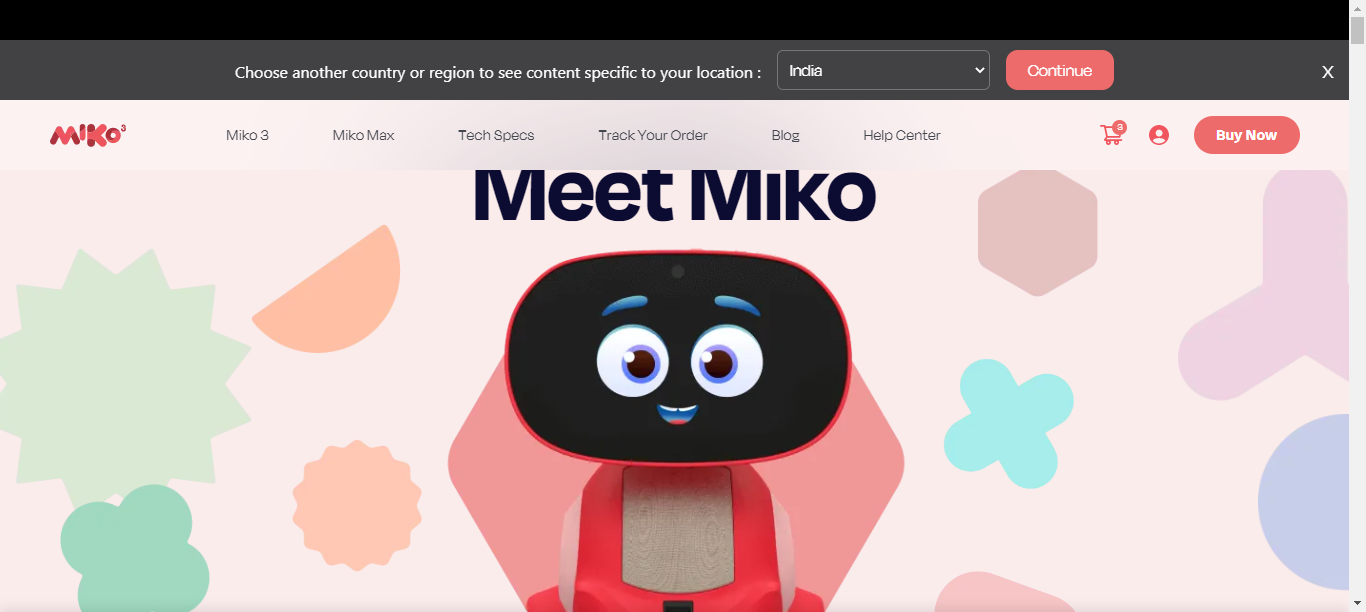 Choose another country or region to see content specific to your location :
India
Continue
X
MIKO3
Miko 3
Miko Max
Tech Specs
Track Your Order
Blog
Help Center
3
Buy Now
Meet Miko